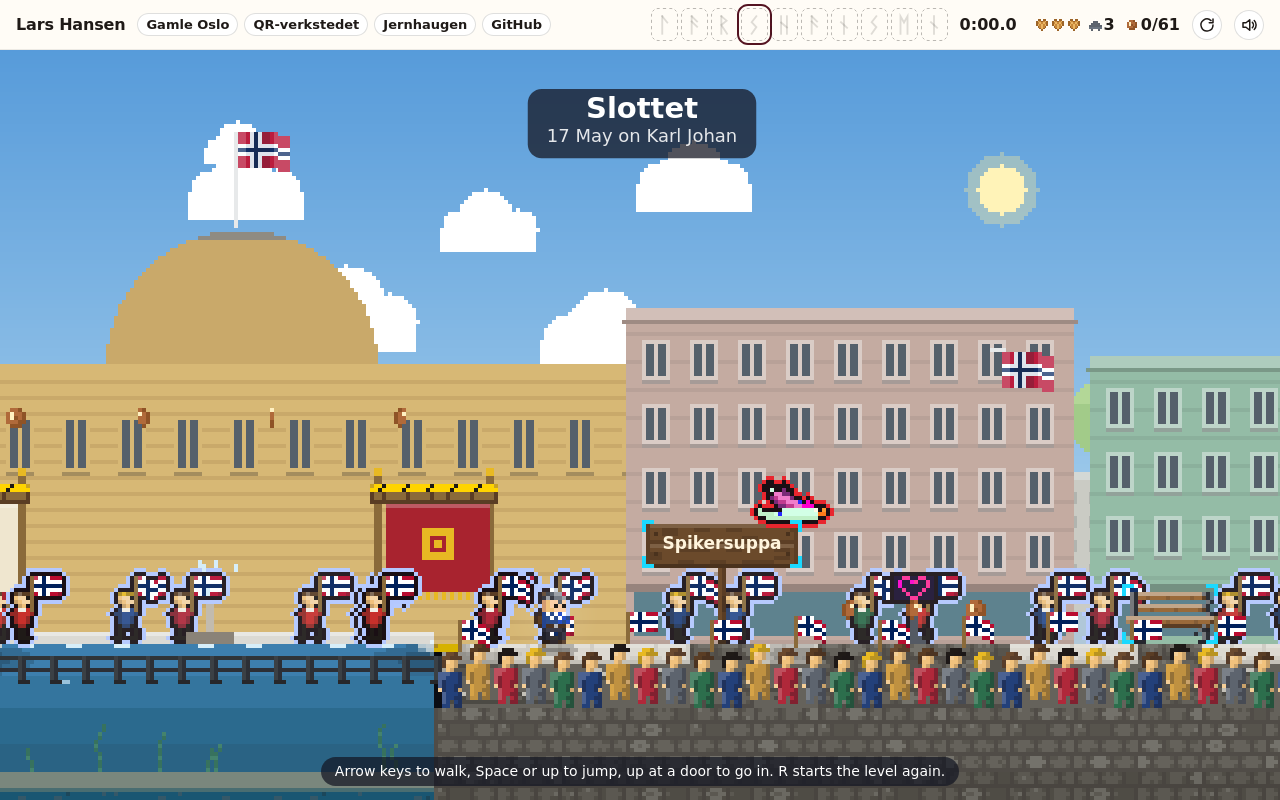 Lars Hansen
Gamle Oslo
QR-verkstedet
Jernhaugen
GitHub
ᛚ ᚨ ᚱ ᛊ ᚺ ᚨ ᚾ ᛊ ᛖ ᚾ
0:00.0
3
0/61
Slottet
17 May on Karl Johan
Spikersuppa
Arrow keys to walk, Space or up to jump, up at a door to go in. R starts the level again.